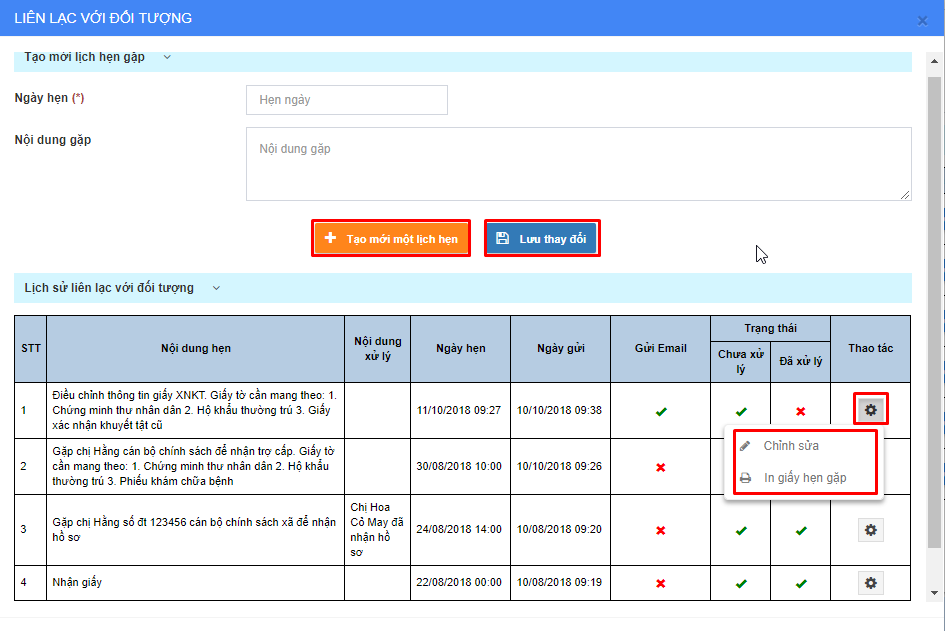 LIÊN LẠC VỚI ĐỐI TƯỢNG
×
Tạo mới lịch hẹn gặp
Ngày hẹn (*)
Hẹn ngày
Nội dung gặp
Nội dung gặp
Tạo mới một lịch hẹn
Lưu thay đổi
Lịch sử liên lạc với đối tượng
STT
Nội dung hẹn
Nội dung
xử lý
Ngày hẹn
Ngày gửi
Gửi Email
Trạng thái
Chưa xử
lý
Đã xử lý
Thao tác
1
Điều chỉnh thông tin giấy XNKT. Giấy tờ cần mang theo: 1.
Chứng minh thư nhân dân 2. Hộ khẩu thường trú 3. Giấy
xác nhận khuyết tật cũ
11/10/2018 09:27
10/10/2018 09:38
Chỉnh sửa
In giấy hẹn gặp
2
Gặp chị Hằng cán bộ chính sách để nhận trợ cấp. Giấy tờ
cần mang theo: 1. Chứng minh thư nhân dân 2. Hộ khẩu
thường trú 3. Phiếu khám chữa bệnh
30/08/2018 10:00
10/10/2018 09:26
3
Gặp chị Hằng số đt 123456 cán bộ chính sách xã để nhận
hồ sơ
Chị Hoa
Cỏ May đã
nhận hồ
sơ
24/08/2018 14:00
10/08/2018 09:20
4
Nhận giấy
22/08/2018 00:00
10/08/2018 09:19